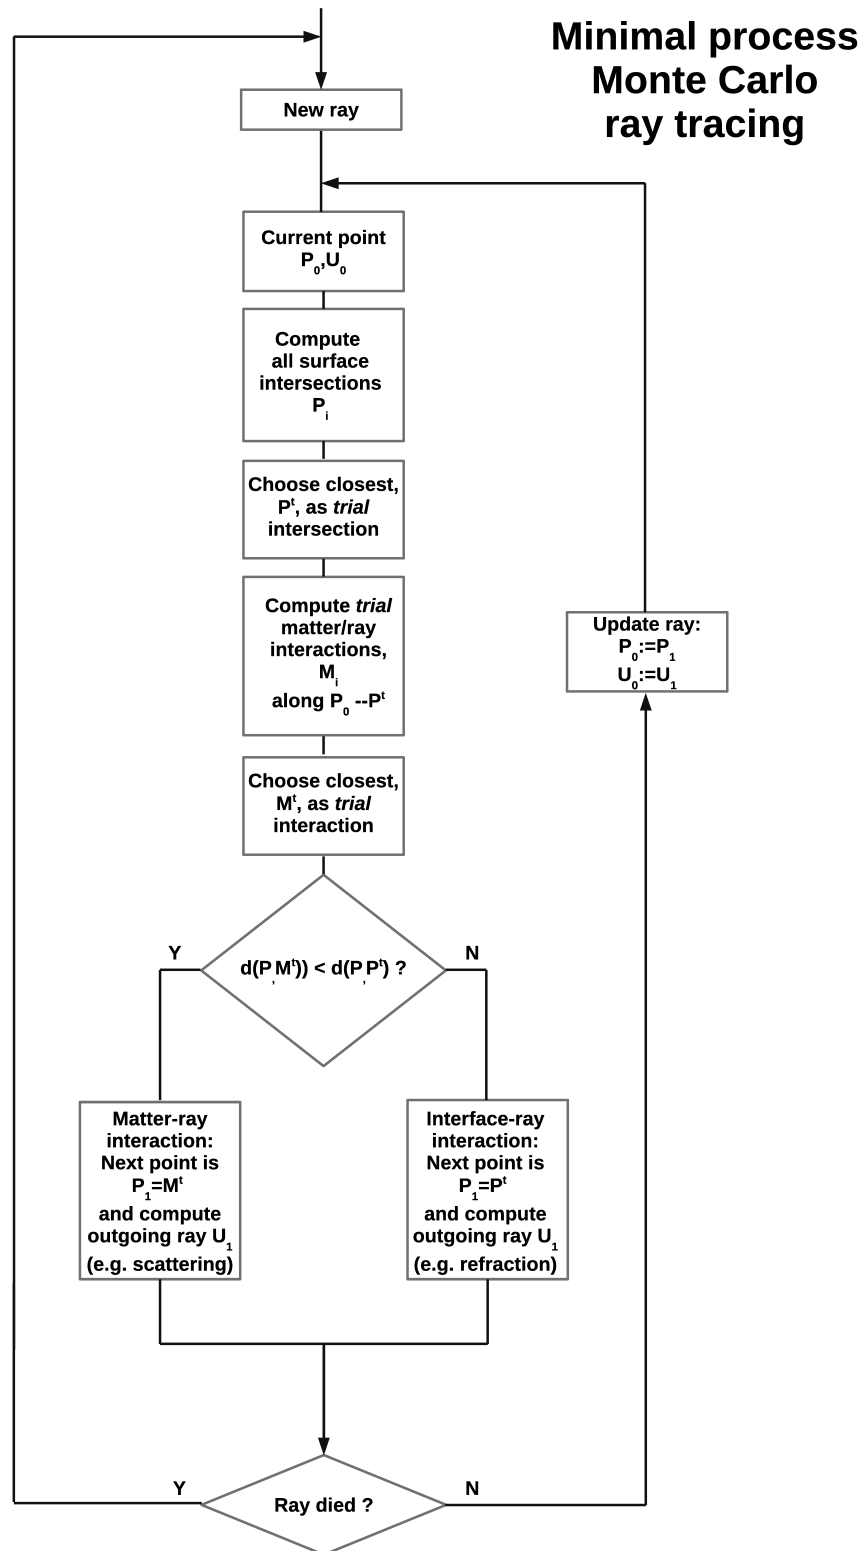 Minimal process
Monte Carlo
ray tracing
New ray
Current point
P₀,U₀
Compute
all surface
intersections
Pᵢ
Choose closest,
Pᵗ, as trial
intersection
Compute trial
matter/ray
interactions,
Mᵢ
along P₀ --Pᵗ
Choose closest,
Mᵗ, as trial
interaction
Y
N
d(P,Mᵗ)) < d(P,Pᵗ) ?
Matter-ray
interaction:
Next point is
P₁=Mᵗ
and compute
outgoing ray U₁
(e.g. scattering)
Interface-ray
interaction:
Next point is
P₁=Pᵗ
and compute
outgoing ray U₁
(e.g. refraction)
Update ray:
P₀:=P₁
U₀:=U₁
Y
N
Ray died ?